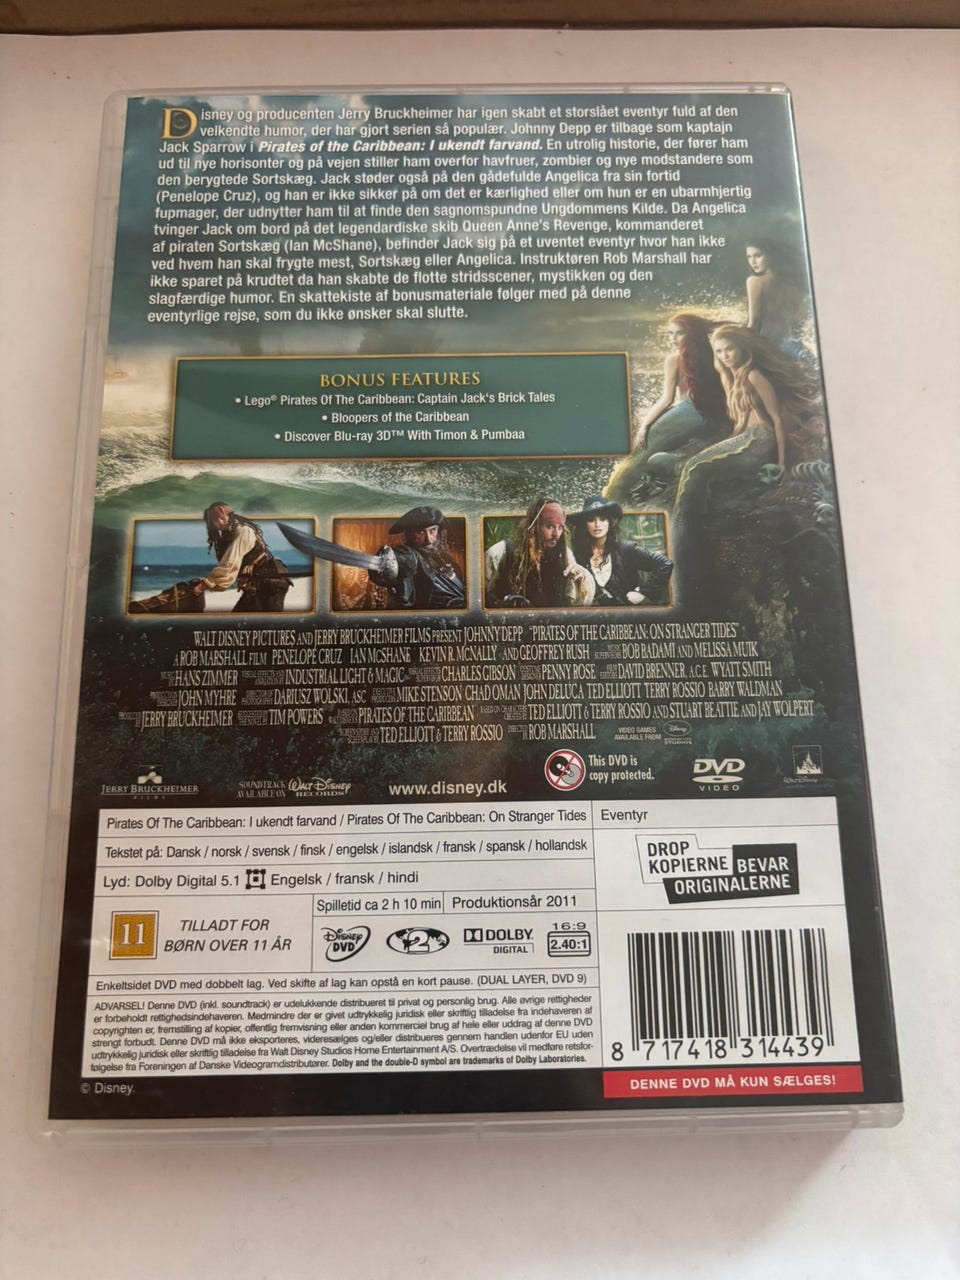 Disney og producenten Jerry Bruckheimer har igen skabt et storslået eventyr fuld af den
velkendte humor, der har gjort serien så populær. Johnny Depp er tilbage som kaptajn
Jack Sparrow i Pirates of the Caribbean: I ukendt farvand. En utrolig historie, der fører ham
ud til nye horisonter og på vejen stiller ham overfor havfruer, zombier og nye modstandere som
den berygtede Sortskæg. Jack støder også på den gådefulde Angelica fra sin fortid
(Penelope Cruz), og han er ikke sikker på om det er kærlighed eller om hun er en ubarmhjertig
fupmager, der udnytter ham til at finde den sagnomspundne Ungdommens Kilde. Da Angelica
tvinger Jack om bord på det legendardiske skib Queen Anne's Revenge, kommanderet
af piraten Sortskæg (Ian McShane), befinder Jack sig på et uventet eventyr hvor han ikke
ved hvem han skal frygte mest, Sortskæg eller Angelica. Instruktøren Rob Marshall har
ikke sparet på krudtet da han skabte de flotte stridsscener, mystikken og den
slagfærdige humor. En skattekiste af bonusmateriale følger med på denne
eventyrlige rejse, som du ikke ønsker skal slutte.
BONUS FEATURES
• Lego® Pirates Of The Caribbean: Captain Jack's Brick Tales
• Bloopers of the Caribbean
• Discover Blu-ray 3D™ With Timon & Pumbaa
WALT DISNEY PICTURES AND JERRY BRUCKHEIMER FILMS PRESENT JOHNNY DEPP "PIRATES OF THE CARIBBEAN: ON STRANGER TIDES"
A ROB MARSHALL FILM PENELOPE CRUZ IAN McSHANE KEVIN R. McNALLY AND GEOFFREY RUSH BOB BADAMI AND MELISSA MUIK
HANS ZIMMER INDUSTRIAL LIGHT & MAGIC CHARLES GIBSON PENNY ROSE DAVID BRENNER, A.C.E. WYATT SMITH
JOHN MYHRE DARIUSZ WOLSKI, ASC MIKE STENSON CHAD OMAN JOHN DELUCA TED ELLIOTT TERRY ROSSIO BARRY WALDMAN
JERRY BRUCKHEIMER TIM POWERS PIRATES OF THE CARIBBEAN TED ELLIOTT & TERRY ROSSIO AND STUART BEATTIE AND JAY WOLPERT
TED ELLIOTT & TERRY ROSSIO ROB MARSHALL VIDEO GAMES AVAILABLE FROM Disney INTERACTIVE STUDIOS
JERRY BRUCKHEIMER FILMS
SOUNDTRACK AVAILABLE ON WALT DISNEY RECORDS
www.disney.dk
This DVD is
copy protected.
DVD VIDEO
WALT DISNEY
Pirates Of The Caribbean: I ukendt farvand / Pirates Of The Caribbean: On Stranger Tides
Eventyr
Tekstet på: Dansk / norsk / svensk / finsk / engelsk / islandsk / fransk / spansk / hollandsk
Lyd: Dolby Digital 5.1 Engelsk / fransk / hindi
DROP
KOPIERNE BEVAR
ORIGINALERNE
11
TILLADT FOR
BØRN OVER 11 ÅR
Spilletid ca 2 h 10 min
Produktionsår 2011
DISNEY DVD
2
DOLBY DIGITAL
16:9
2.40:1
Enkeltsidet DVD med dobbelt lag. Ved skifte af lag kan opstå en kort pause. (DUAL LAYER, DVD 9)
ADVARSEL! Denne DVD (inkl. soundtrack) er udelukkende distribueret til privat og personlig brug. Alle øvrige rettigheder
er forbeholdt rettighedsindehaveren. Medmindre der er givet udtrykkelig juridisk eller skriftlig tilladelse fra indehaveren af
copyrighten er, fremstilling af kopier, offentlig fremvisning eller anden kommerciel brug af hele eller uddrag af denne DVD
strengt forbudt. Denne DVD må ikke eksporteres, videresælges og/eller distribueres gennem handlen udenfor EU uden
udtrykkelig juridisk eller skriftlig tilladelse fra Walt Disney Studios Home Entertainment A/S. Overtrædelse vil medføre retsfor-
følgelse fra Foreningen af Danske Videogramdistributører. Dolby and the double-D symbol are trademarks of Dolby Laboratories.
8 717418 314439
© Disney.
DENNE DVD MÅ KUN SÆLGES!